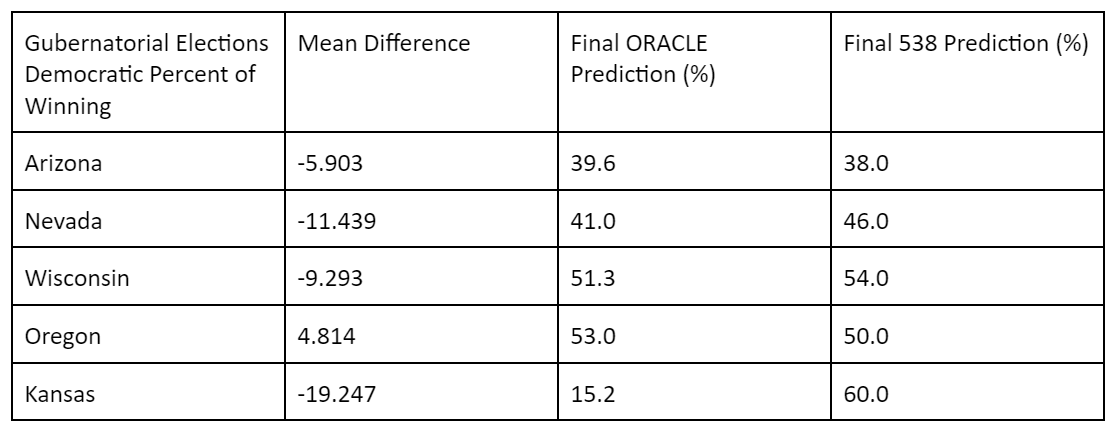 Gubernatorial Elections
Democratic Percent of
Winning
Mean Difference
Final ORACLE
Prediction (%)
Final 538 Prediction (%)
Arizona
-5.903
39.6
38.0
Nevada
-11.439
41.0
46.0
Wisconsin
-9.293
51.3
54.0
Oregon
4.814
53.0
50.0
Kansas
-19.247
15.2
60.0